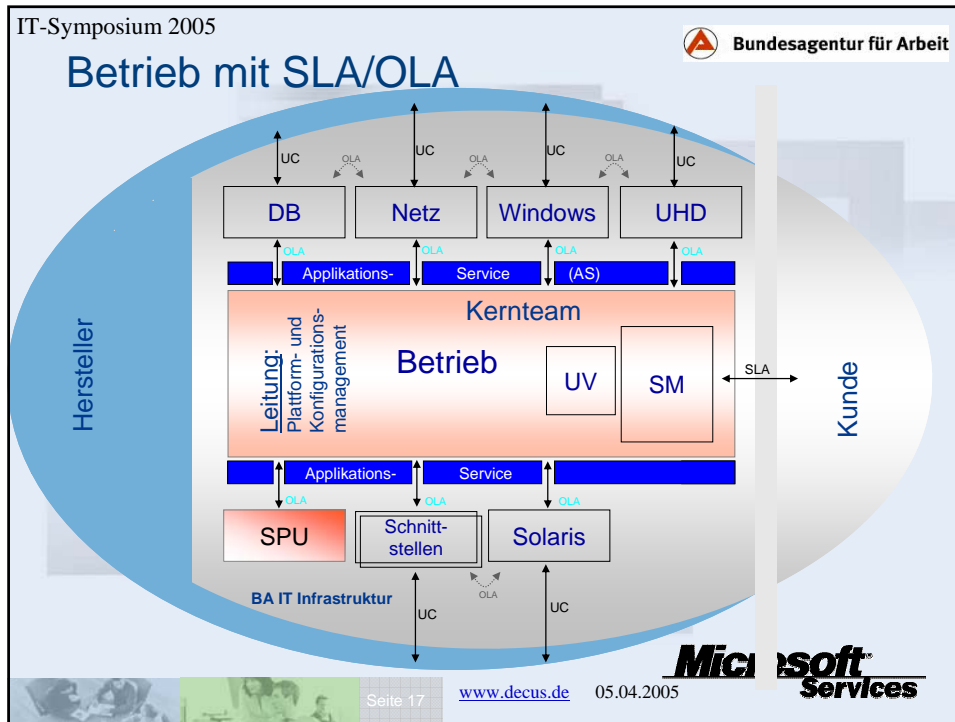 IT-Symposium 2005
Bundesagentur für Arbeit
Betrieb mit SLA/OLA
UC
OLA
UC
OLA
UC
OLA
UC
DB
Netz
Windows
UHD
OLA
OLA
OLA
OLA
Applikations-
Service
(AS)
Hersteller
Leitung:
Plattform- und
Konfigurations-
management
Kernteam
Betrieb
UV
SM
SLA
Kunde
Applikations-
Service
OLA
OLA
OLA
SPU
Schnitt-
stellen
Solaris
OLA
BA IT Infrastruktur
UC
UC
Microsoft
Services
Seite 17
www.decus.de
05.04.2005